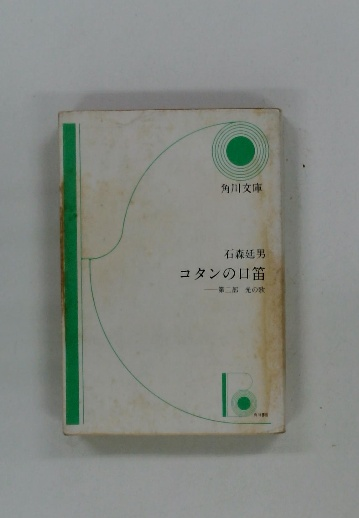 角川文庫
石森延男
コタンの口笛
──第二部 光の歌